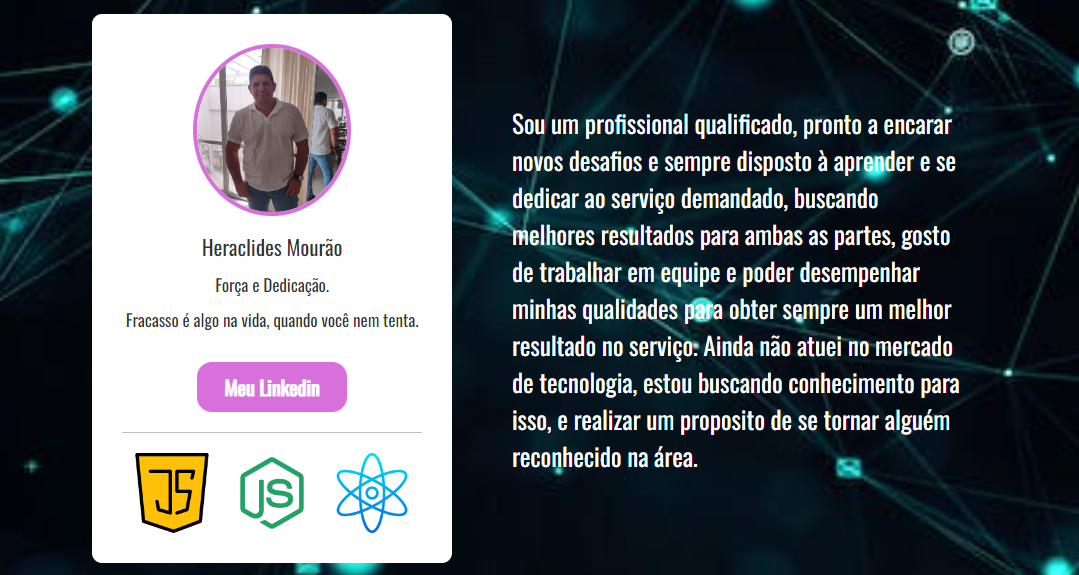 Heraclides Mourão
Força e Dedicação.
Fracasso é algo na vida, quando você nem tenta.
Meu Linkedin
JS
JS
Sou um profissional qualificado, pronto a encarar
novos desafios e sempre disposto à aprender e se
dedicar ao serviço demandado, buscando
melhores resultados para ambas as partes, gosto
de trabalhar em equipe e poder desempenhar
minhas qualidades para obter sempre um melhor
resultado no serviço. Ainda não atuei no mercado
de tecnologia, estou buscando conhecimento para
isso, e realizar um proposito de se tornar alguém
reconhecido na área.